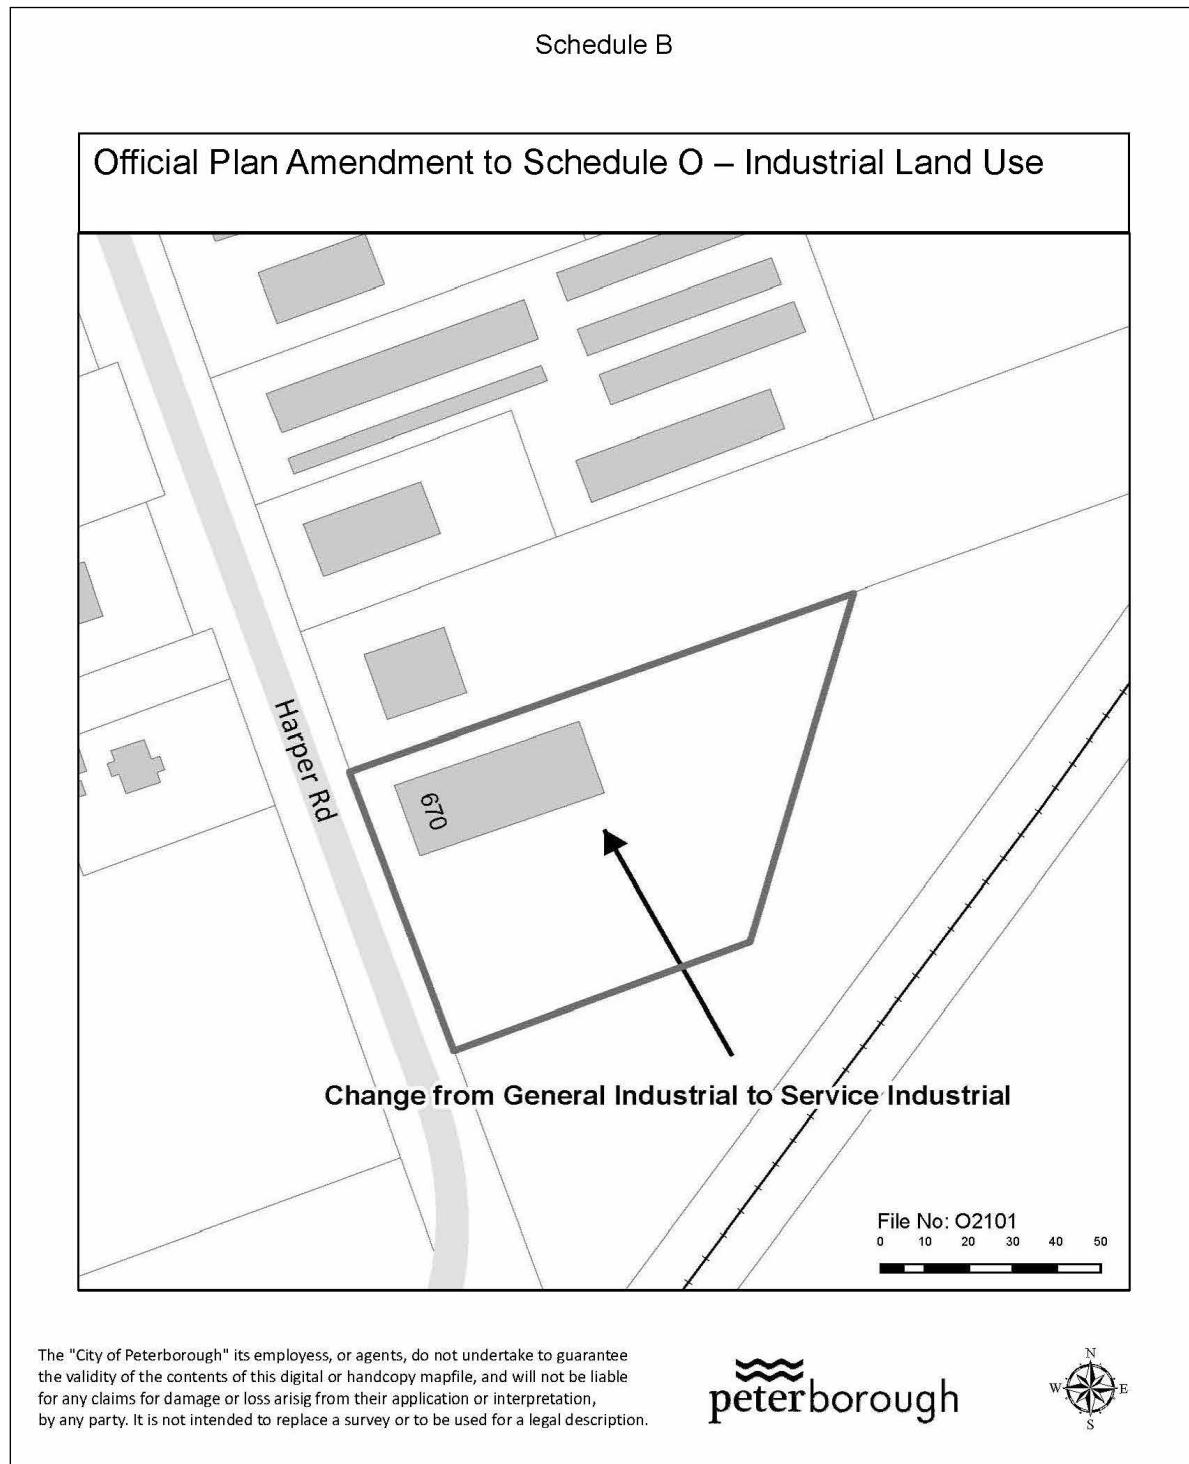 Schedule B
Official Plan Amendment to Schedule O – Industrial Land Use
Harper Rd
670
Change from General Industrial to Service Industrial
File No: O2101
0 10 20 30 40 50
The "City of Peterborough" its employess, or agents, do not undertake to guarantee
the validity of the contents of this digital or handcopy mapfile, and will not be liable
for any claims for damage or loss arisig from their application or interpretation,
by any party. It is not intended to replace a survey or to be used for a legal description.
peterborough
N
W E
S